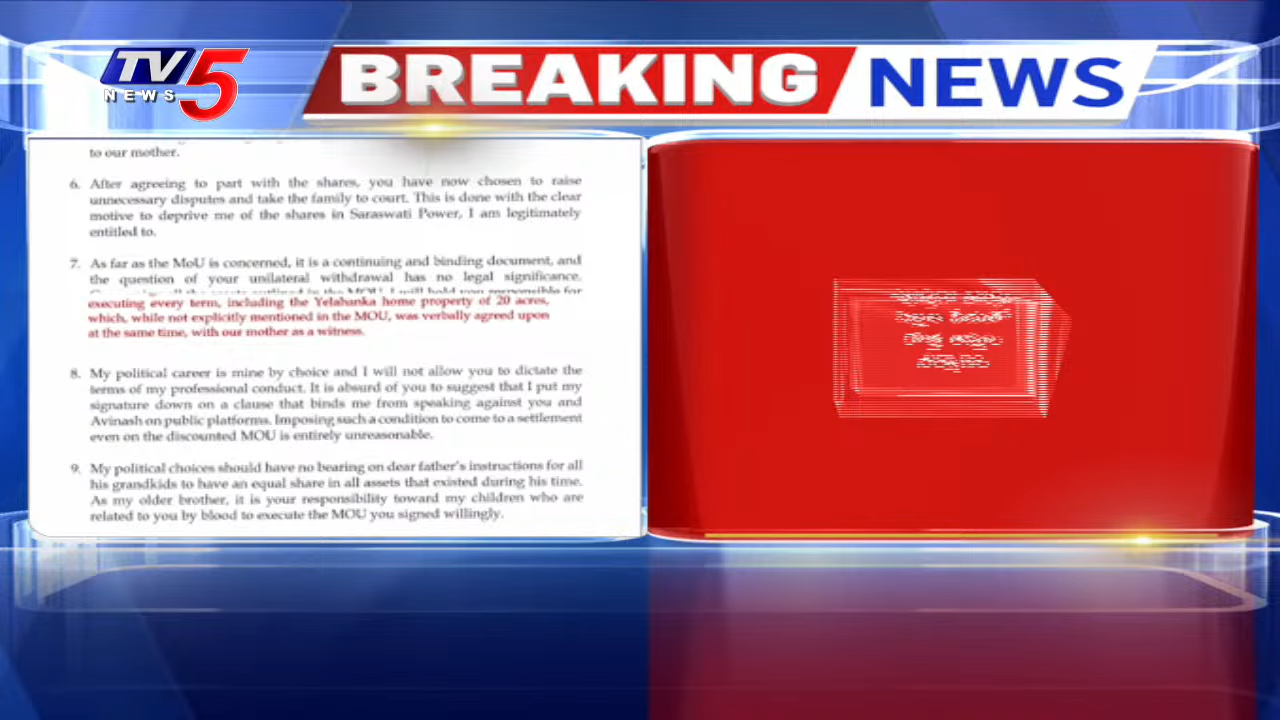 TV5
NEWS
BREAKING NEWS
to our mother.
6. After agreeing to part with the shares, you have now chosen to raise
unnecessary disputes and take the family to court. This is done with the clear
motive to deprive me of the shares in Saraswati Power, I am legitimately
entitled to.
7. As far as the MoU is concerned, it is a continuing and binding document, and
the question of your unilateral withdrawal has no legal significance.
executing every term, including the Yelahanka home property of 20 acres,
which, while not explicitly mentioned in the MOU, was verbally agreed upon
at the same time, with our mother as a witness.
8. My political career is mine by choice and I will not allow you to dictate the
terms of my professional conduct. It is absurd of you to suggest that I put my
signature down on a clause that binds me from speaking against you and
Avinash on public platforms. Imposing such a condition to come to a settlement
even on the discounted MOU is entirely unreasonable.
9. My political choices should have no bearing on dear father's instructions for all
his grandkids to have an equal share in all assets that existed during his time.
As my older brother, it is your responsibility toward my children who are
related to you by blood to execute the MOU you signed willingly.